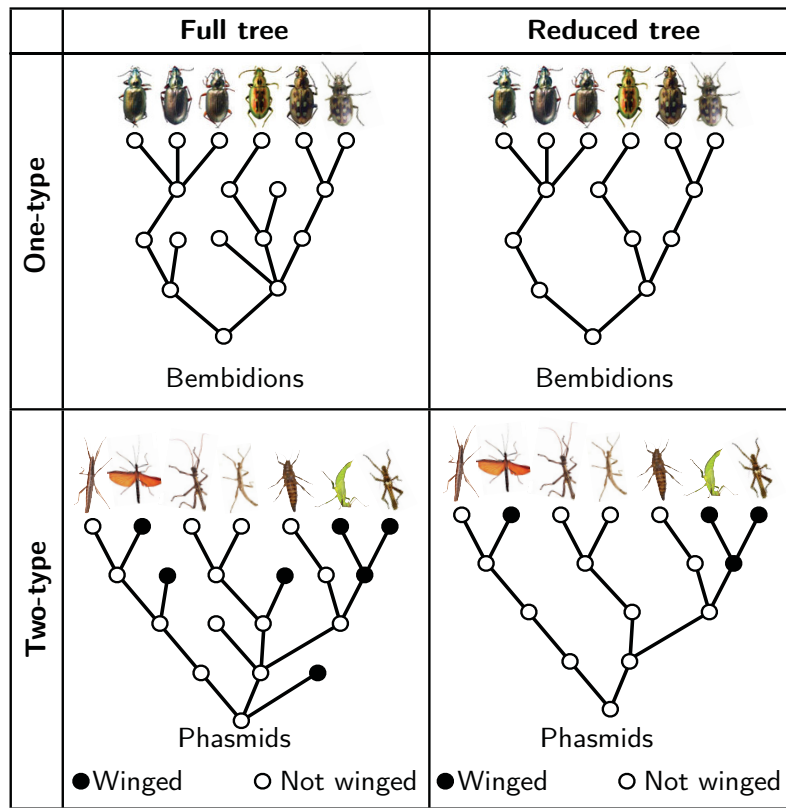 Full tree
Reduced tree
One-type
Bembidions
Bembidions
Two-type
Phasmids
Phasmids
Winged
Not winged
Winged
Not winged